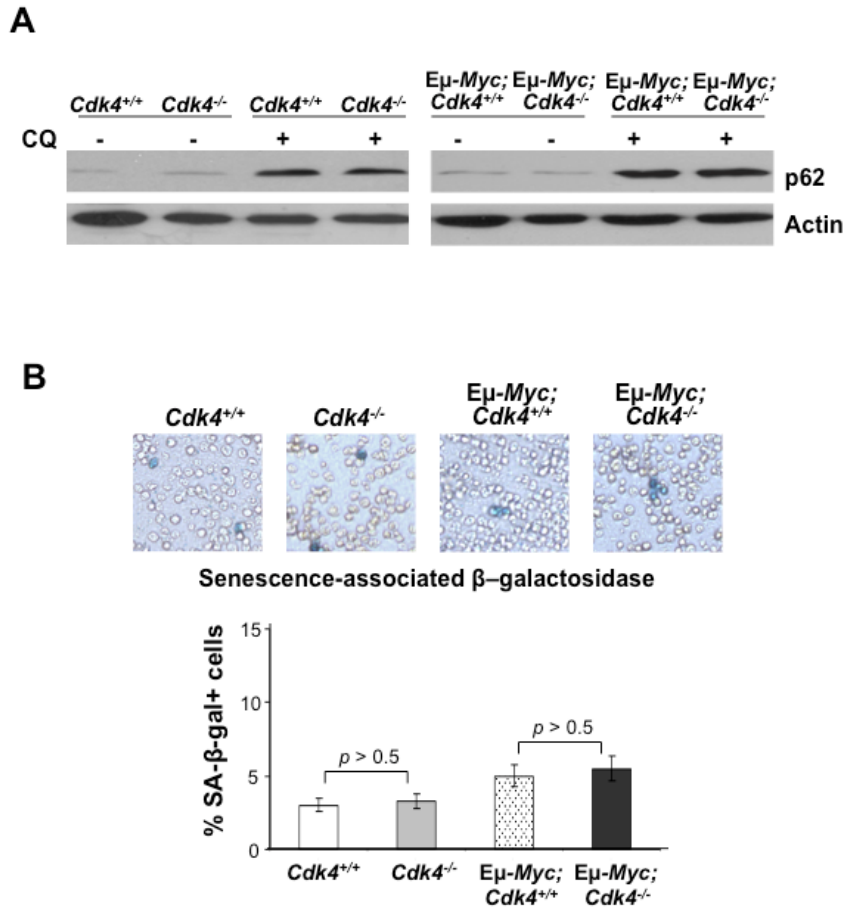 A
Eµ-Myc; Eµ-Myc; Eµ-Myc; Eµ-Myc;
Cdk4+/+ Cdk4-/- Cdk4+/+ Cdk4-/- Cdk4+/+ Cdk4-/- Cdk4+/+ Cdk4-/-
CQ - - + + - - + +
p62
Actin
B
Eµ-Myc; Eµ-Myc;
Cdk4+/+ Cdk4-/- Cdk4+/+ Cdk4-/-
Senescence-associated β–galactosidase
% SA-β-gal+ cells
15
10
5
0
p > 0.5
p > 0.5
Cdk4+/+ Cdk4-/- Eµ-Myc; Eµ-Myc;
Cdk4+/+ Cdk4-/-